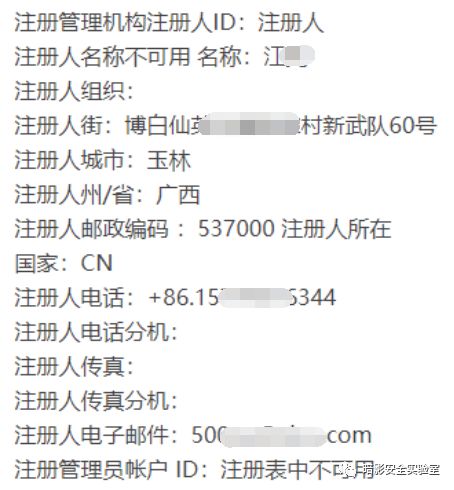 注册管理机构注册人ID：注册人
注册人名称不可用 名称：江
注册人组织：
注册人街：博白仙 村新武队60号
注册人城市：玉林
注册人州/省：广西
注册人邮政编码 ：537000 注册人所在
国家：CN
注册人电话：+86.15 6344
注册人电话分机：
注册人传真：
注册人传真分机：
注册人电子邮件：500 com
注册管理员帐户 ID：注册表中不可用
暗影安全实验室